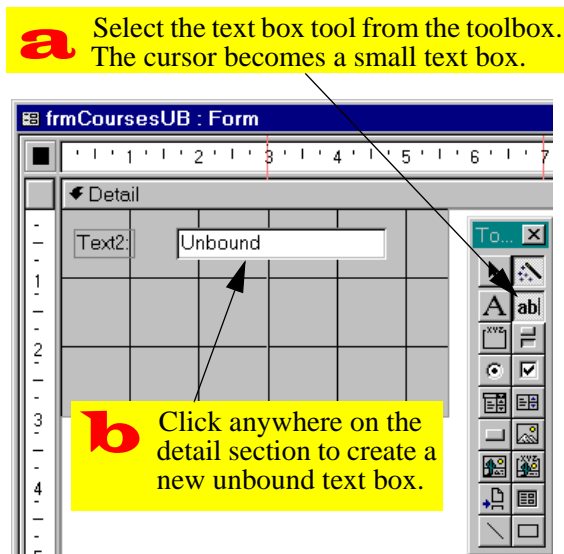 a Select the text box tool from the toolbox.
The cursor becomes a small text box.
frmCoursesUB : Form
1 2 3 4 5 6 7
Detail
Text2: Unbound
To...
A ab
XYZ
1
2
3
4
b Click anywhere on the
detail section to create a
new unbound text box.